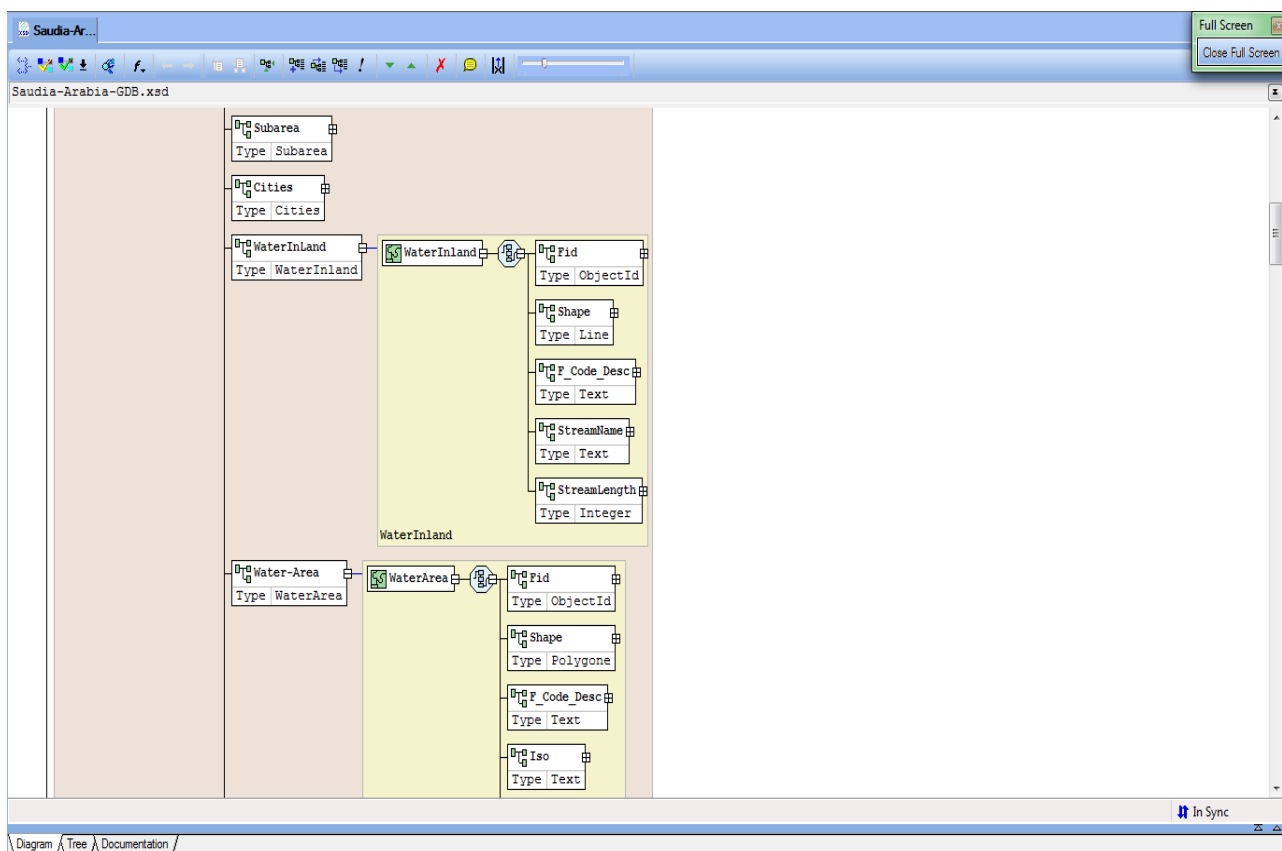 Saudia-Ar...
Full Screen
Close Full Screen
Saudia-Arabia-GDB.xsd
Subarea
Type Subarea
Cities
Type Cities
WaterInLand
Type WaterInland
WaterInland
Fid
Type ObjectId
Shape
Type Line
F_Code_Desc
Type Text
StreamName
Type Text
StreamLength
Type Integer
WaterInland
Water-Area
Type WaterArea
WaterArea
Fid
Type ObjectId
Shape
Type Polygone
F_Code_Desc
Type Text
Iso
Type Text
In Sync
Diagram Tree Documentation